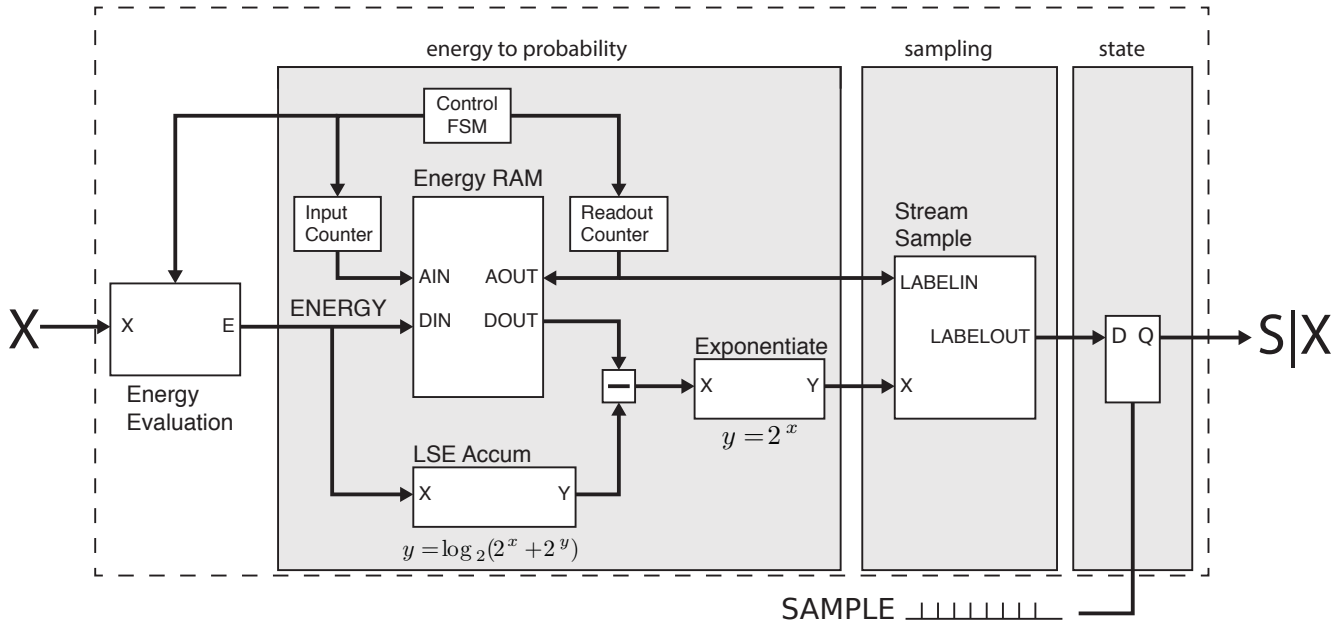 energy to probability
sampling
state
Control
FSM
Energy RAM
Input
Counter
Readout
Counter
Stream
Sample
AIN
AOUT
LABELIN
X
X
E
ENERGY
DIN
DOUT
LABELOUT
D Q
S|X
Energy
Evaluation
Exponentiate
X
Y
X
y = 2^x
LSE Accum
X
Y
y = log₂(2^x + 2^y)
SAMPLE